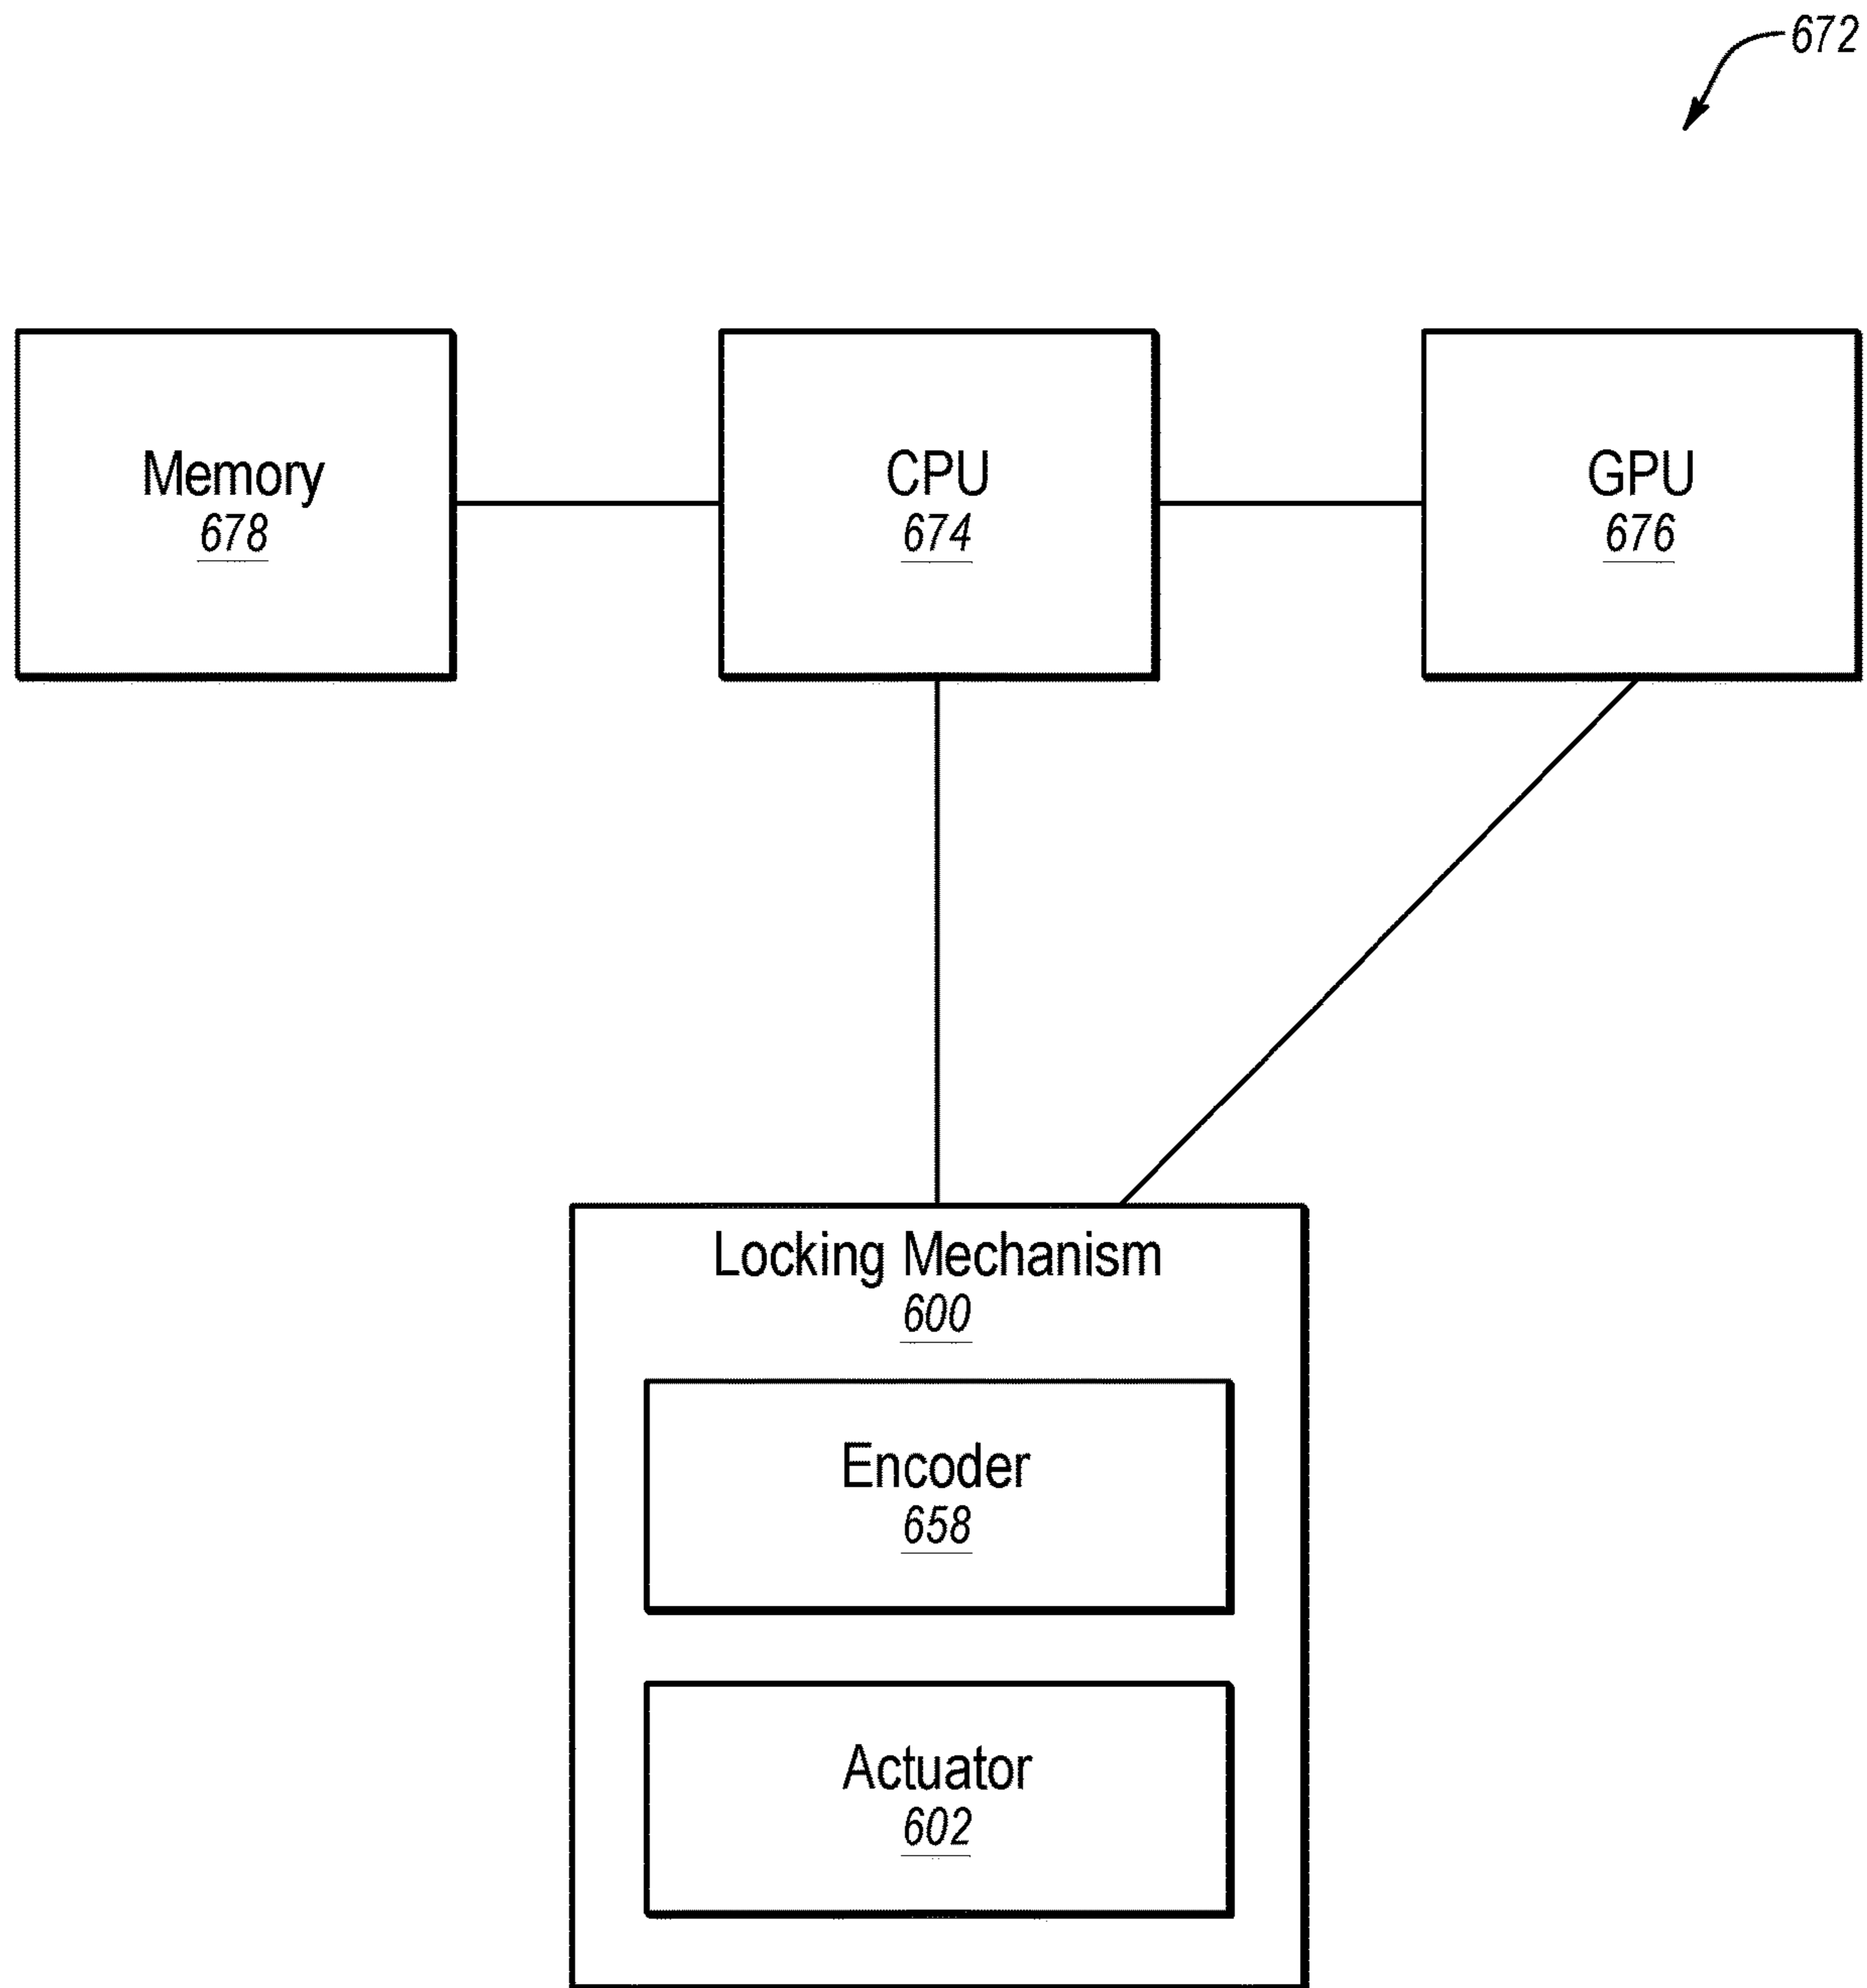 672
Memory
678
CPU
674
GPU
676
Locking Mechanism
600
Encoder
658
Actuator
602